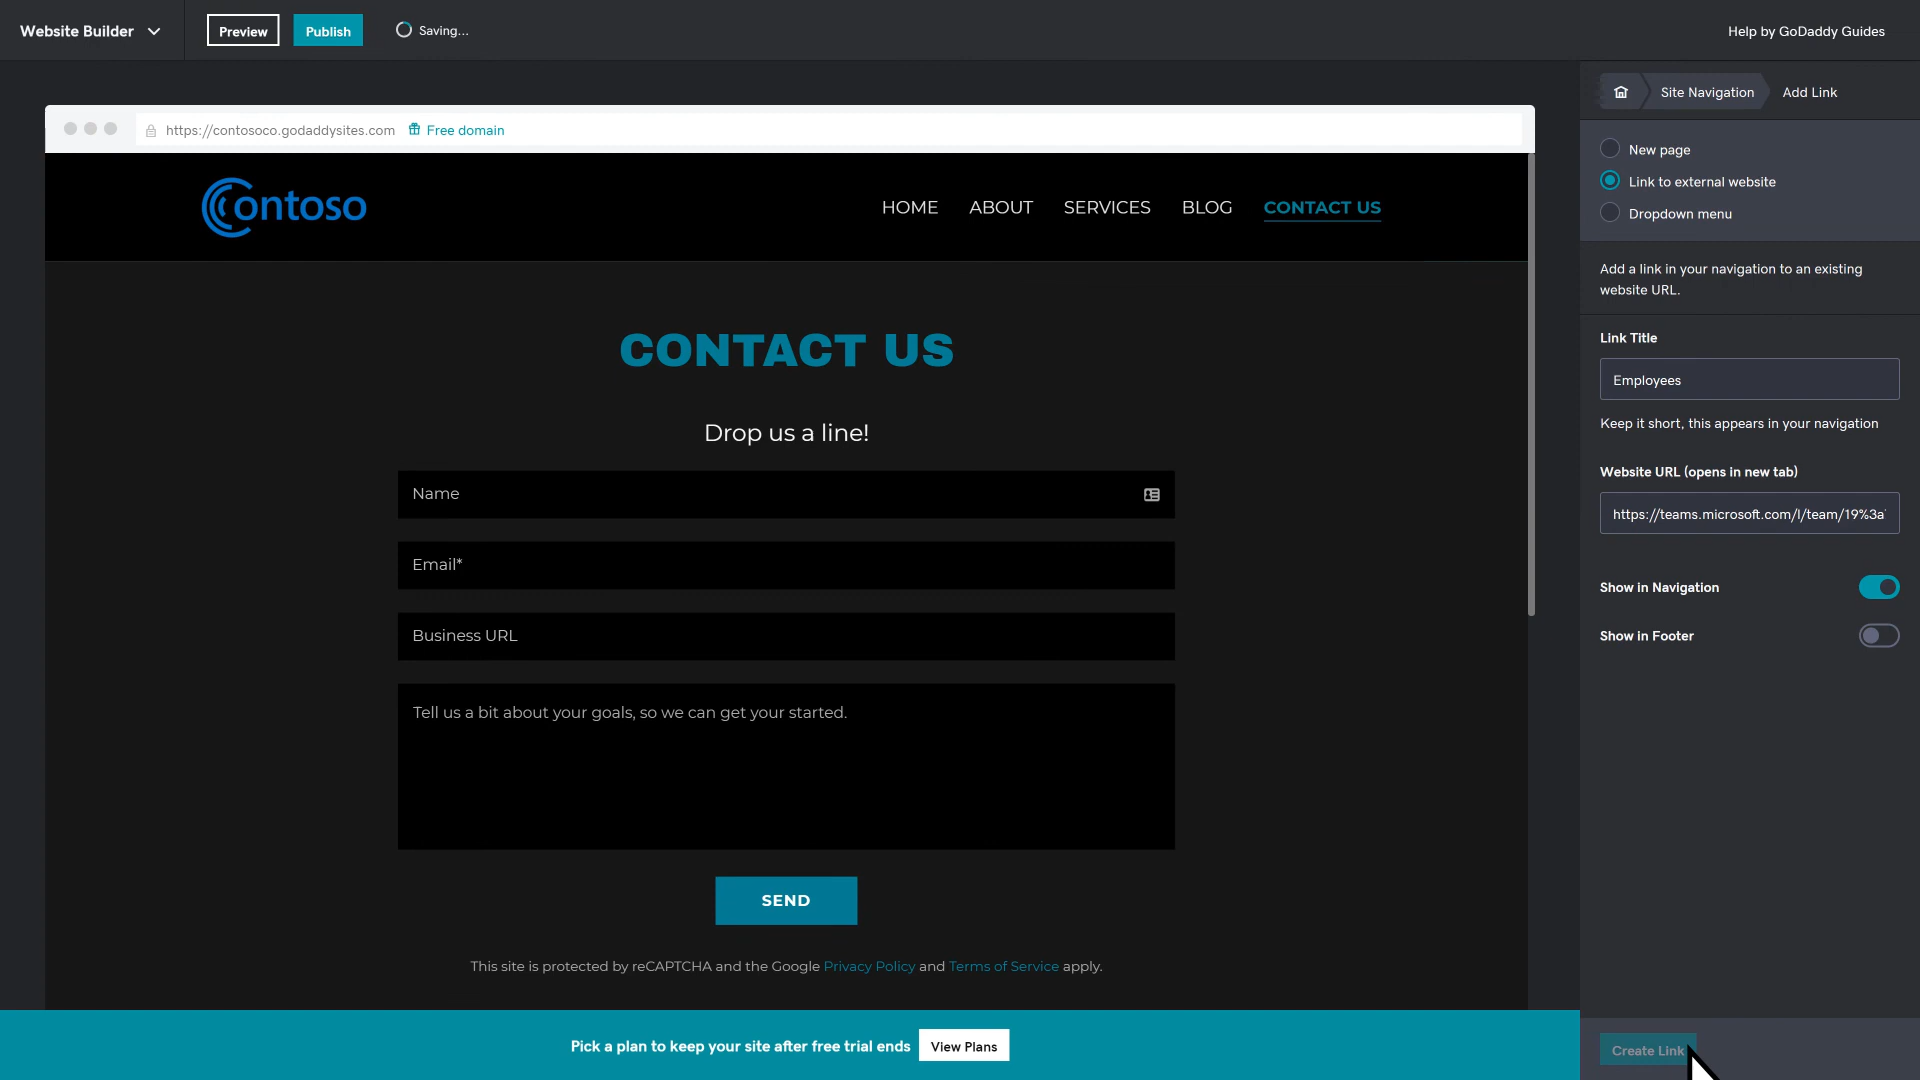 Website Builder
Preview
Publish
Saving...
Help by GoDaddy Guides
Site Navigation
Add Link
https://contosoco.godaddysites.com
Free domain
Contoso
HOME
ABOUT
SERVICES
BLOG
CONTACT US
CONTACT US
Drop us a line!
Name
Email*
Business URL
Tell us a bit about your goals, so we can get your started.
SEND
This site is protected by reCAPTCHA and the Google Privacy Policy and Terms of Service apply.
Pick a plan to keep your site after free trial ends
View Plans
New page
Link to external website
Dropdown menu
Add a link in your navigation to an existing
website URL.
Link Title
Employees
Keep it short, this appears in your navigation
Website URL (opens in new tab)
https://teams.microsoft.com/l/team/19%3a
Show in Navigation
Show in Footer
Create Link